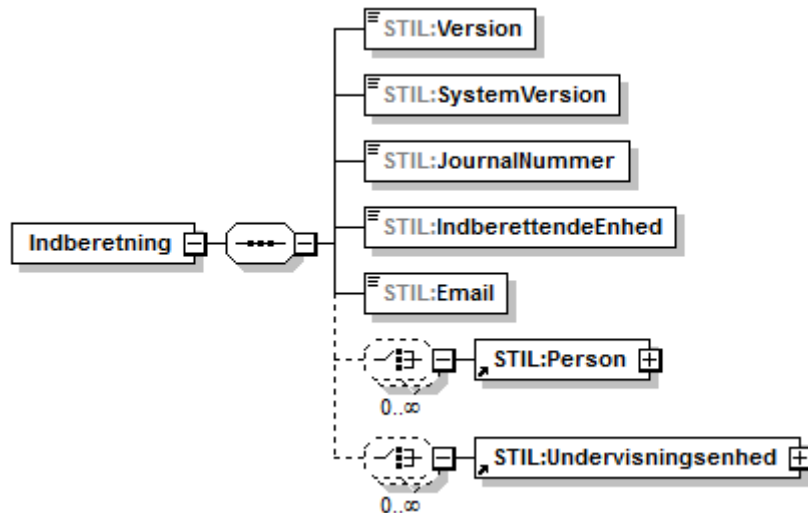 STIL:Version
STIL:SystemVersion
STIL:JournalNummer
STIL:IndberettendeEnhed
Indberetning
STIL:Email
STIL:Person
0..∞
STIL:Undervisningsenhed
0..∞